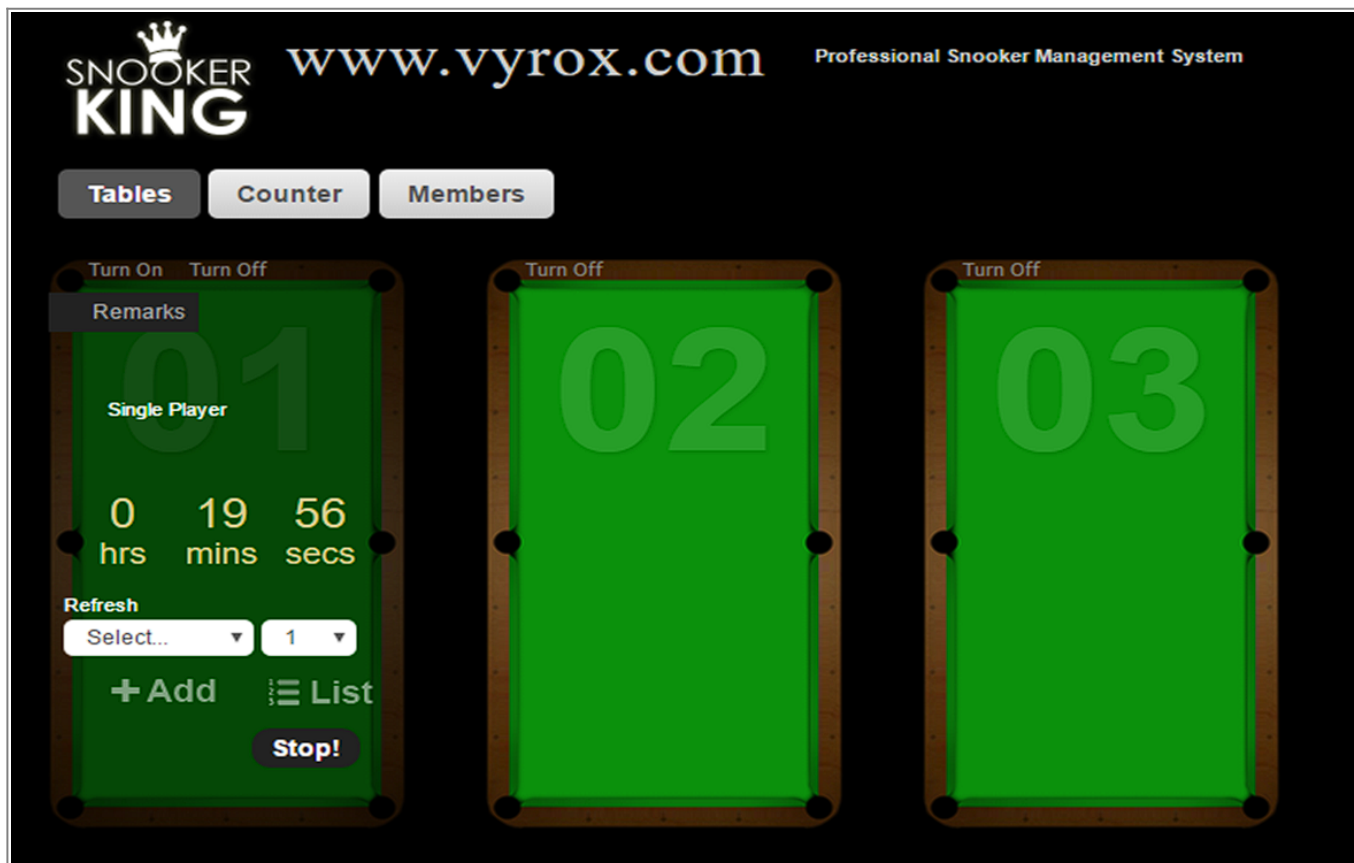 SNOOKER
KING
www.vyrox.com
Professional Snooker Management System
Tables Counter Members
Turn On Turn Off
Remarks
01
Single Player
0 19 56
hrs mins secs
Refresh
Select... 1
+ Add List
Stop!
Turn Off
02
Turn Off
03